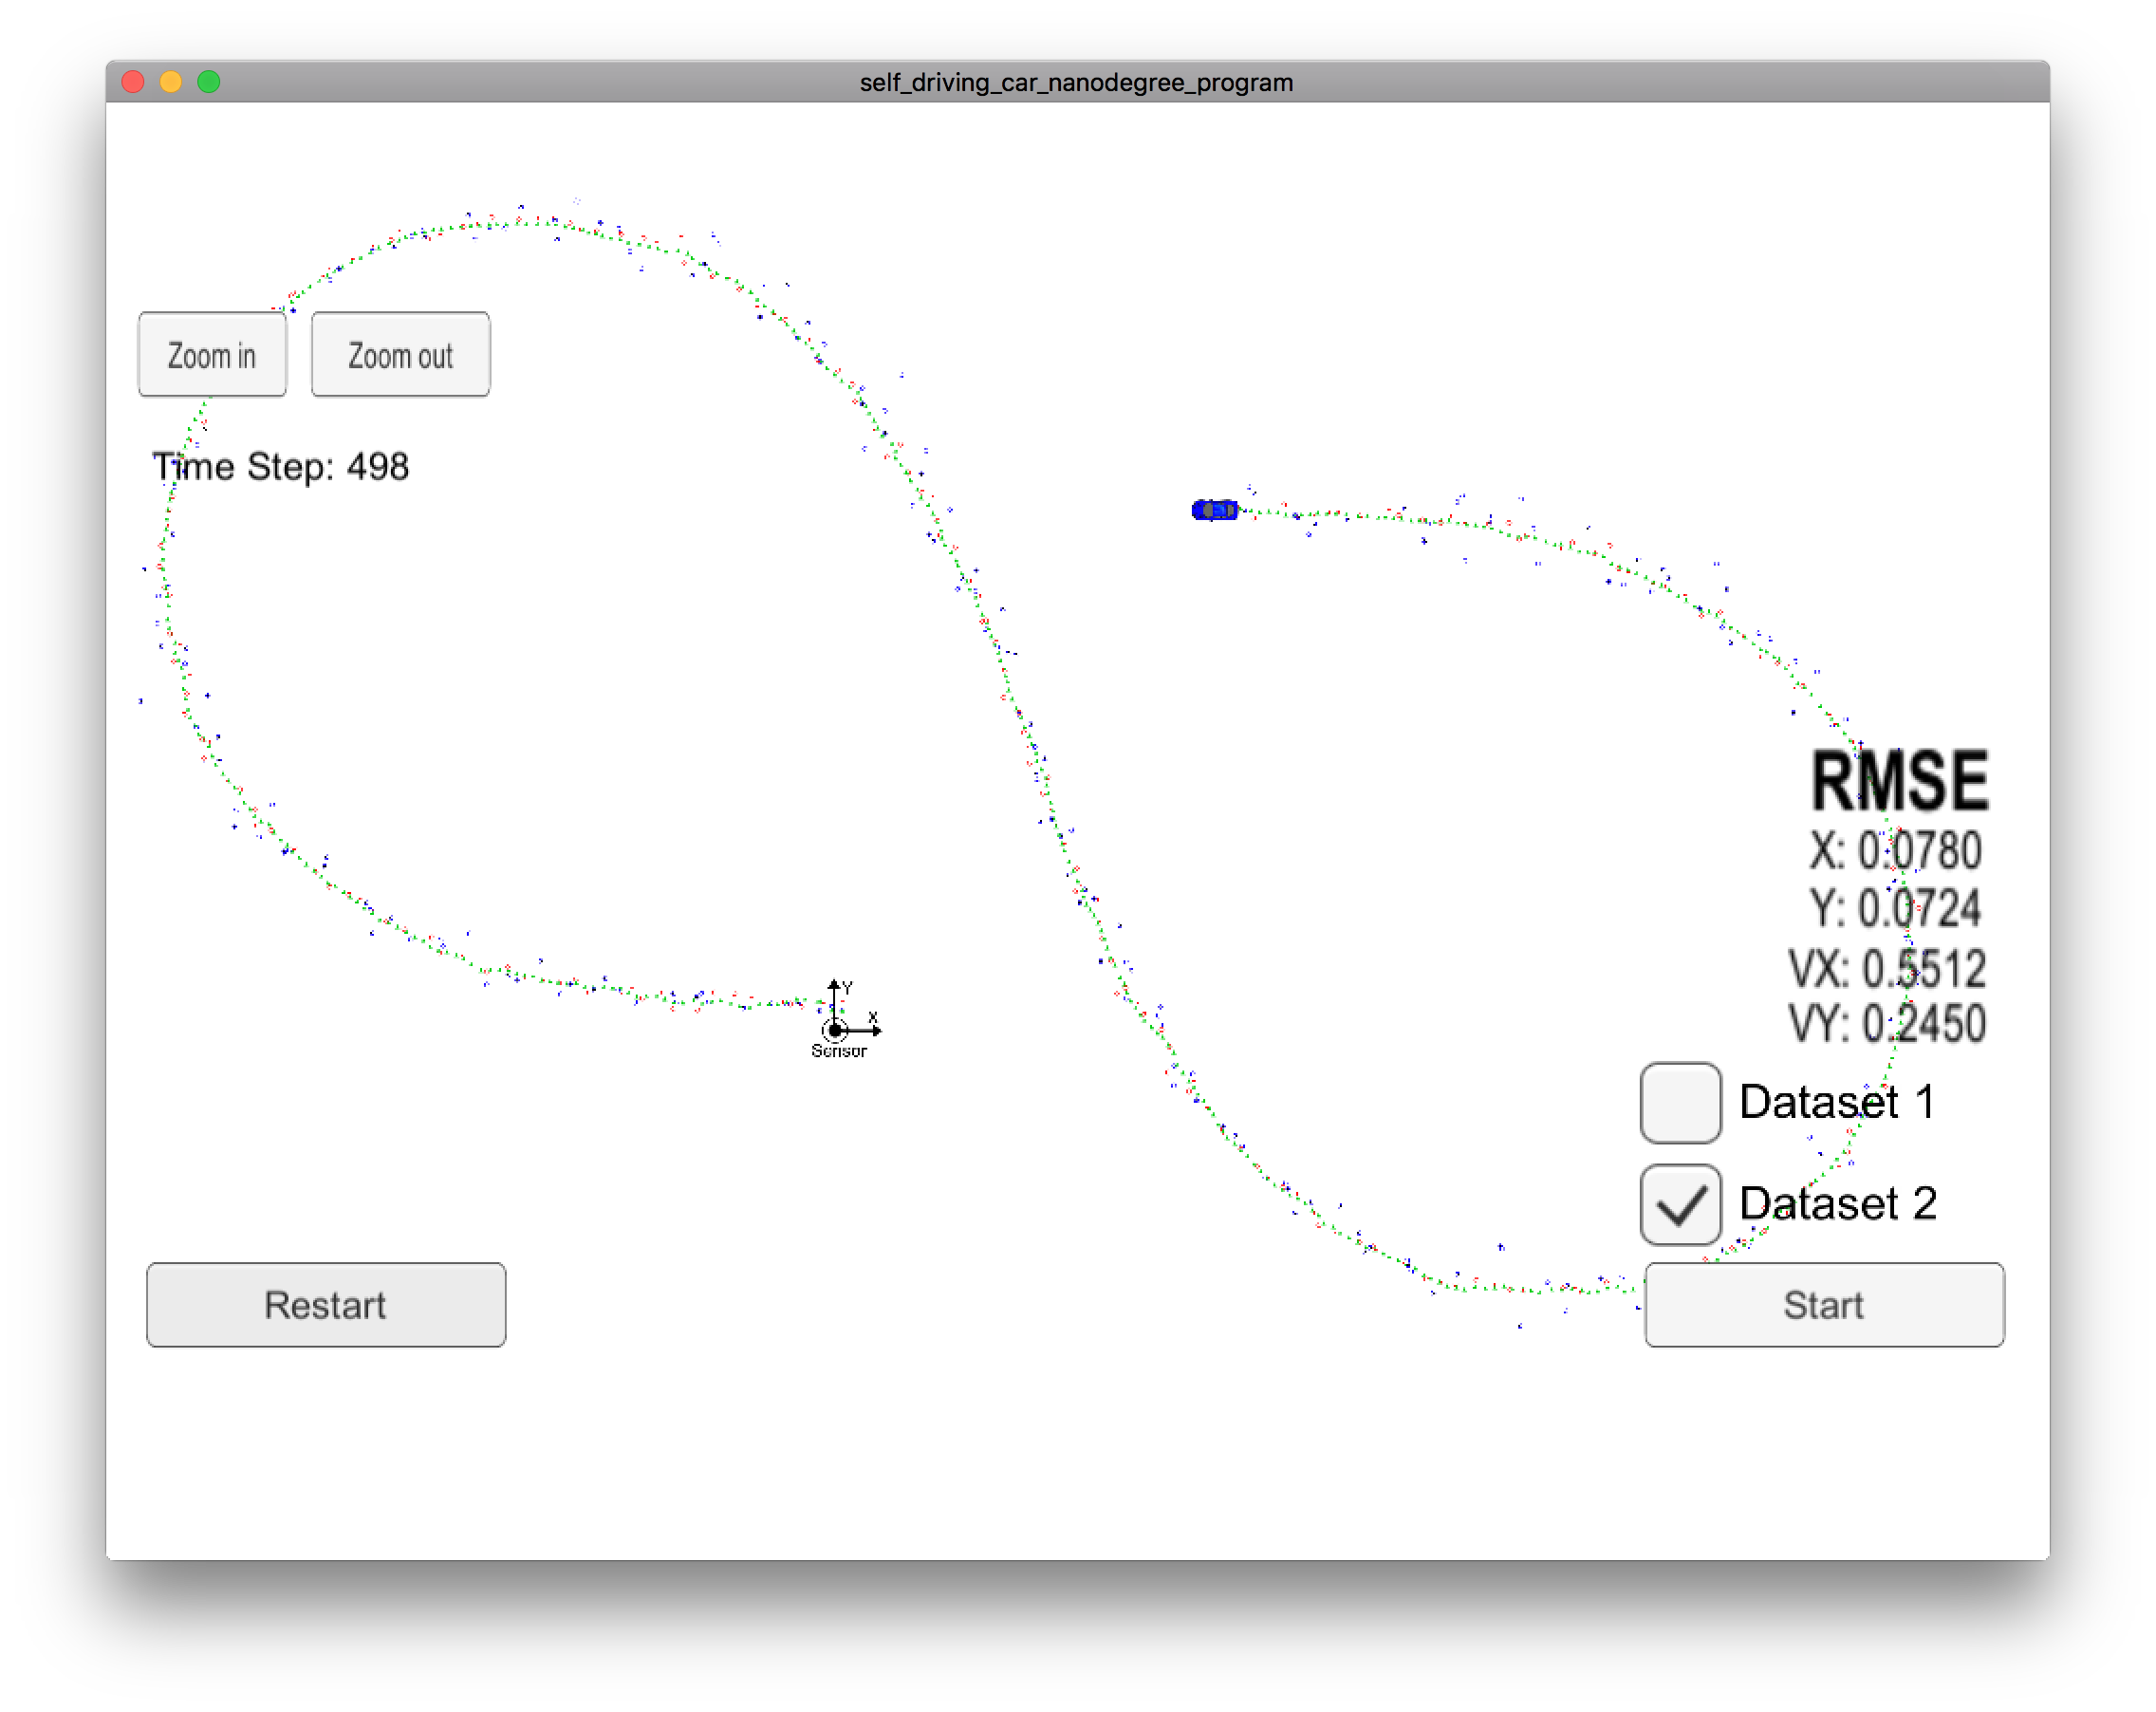 self_driving_car_nanodegree_program
Zoom in
Zoom out
Time Step: 498
RMSE
X: 0.0780
Y: 0.0724
VX: 0.5512
VY: 0.2450
Y
X
Sensor
Dataset 1
Dataset 2
Restart
Start